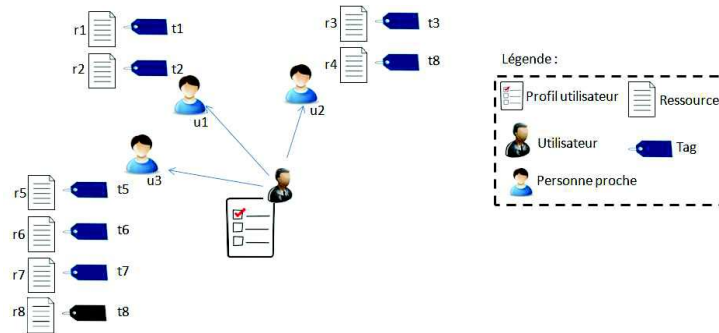 r1 t1
r2 t2
u1
r3 t3
r4 t8
u2
u3
r5 t5
r6 t6
r7 t7
r8 t8
Légende :
Profil utilisateur
Ressource
Utilisateur
Tag
Personne proche